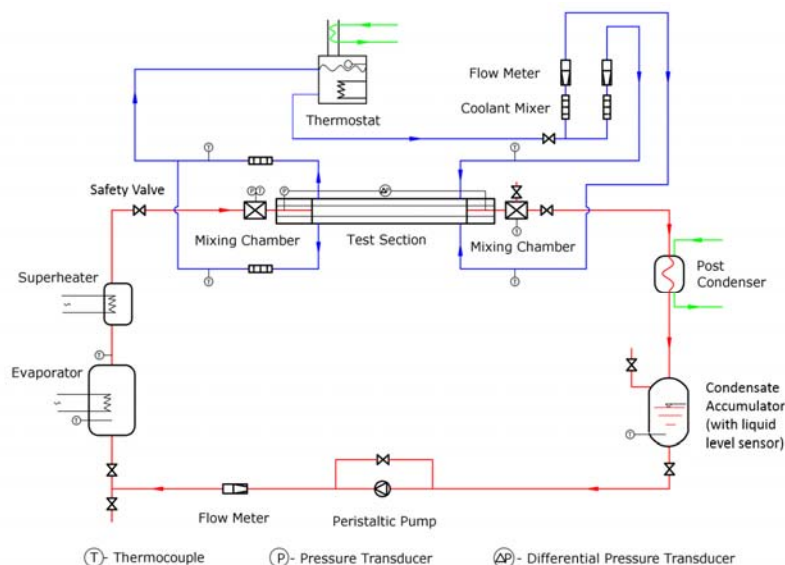 Flow Meter
Coolant Mixer
Thermostat
T
T
Safety Valve
P
T
P
ΔP
Mixing Chamber
Test Section
Mixing Chamber
T
T
T
Superheater
~
Post
Condenser
T
Evaporator
~
T
Condensate
Accumulator
(with liquid
level sensor)
T
Flow Meter
Peristaltic Pump
T - Thermocouple
P - Pressure Transducer
ΔP - Differential Pressure Transducer